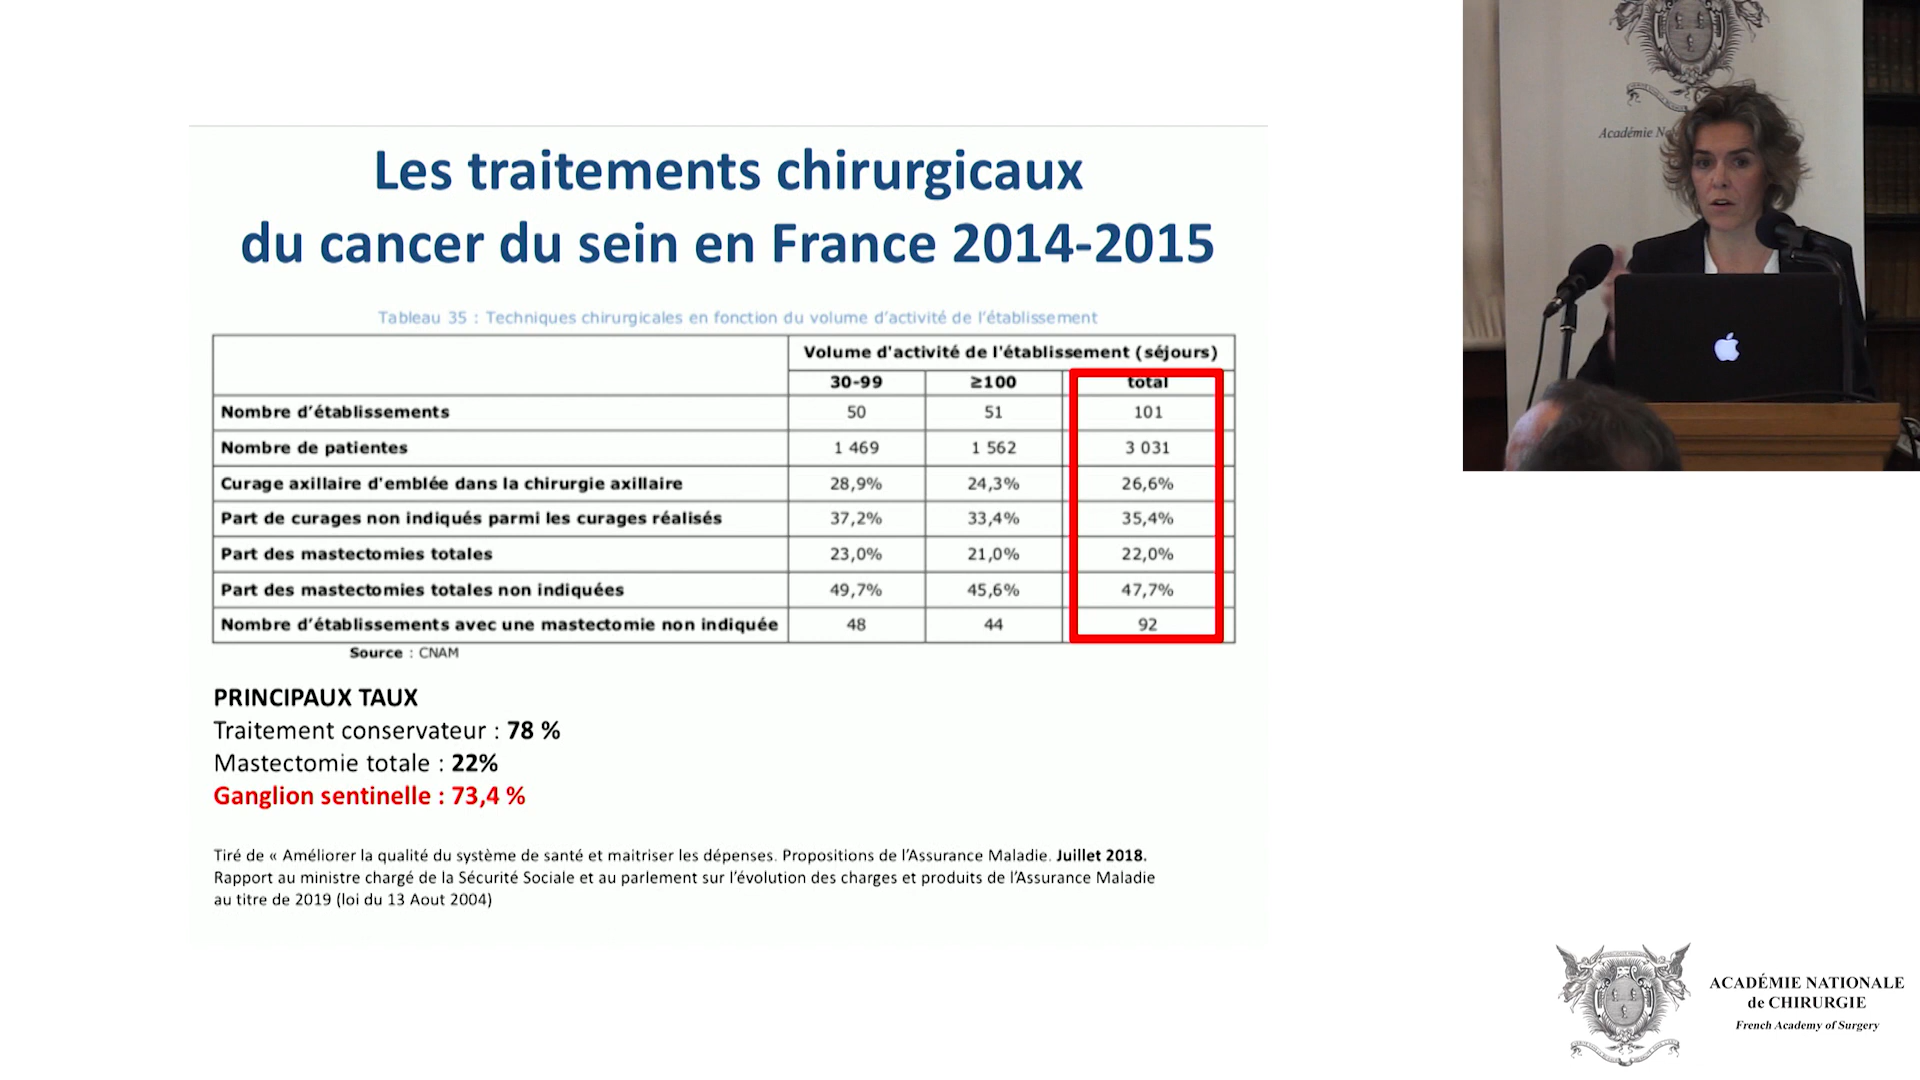 Les traitements chirurgicaux
du cancer du sein en France 2014-2015
Tableau 35 : Techniques chirurgicales en fonction du volume d'activité de l'établissement
Volume d'activité de l'établissement (séjours)
30-99 ≥100 total
Nombre d'établissements 50 51 101
Nombre de patientes 1 469 1 562 3 031
Curage axillaire d'emblée dans la chirurgie axillaire 28,9% 24,3% 26,6%
Part de curages non indiqués parmi les curages réalisés 37,2% 33,4% 35,4%
Part des mastectomies totales 23,0% 21,0% 22,0%
Part des mastectomies totales non indiquées 49,7% 45,6% 47,7%
Nombre d'établissements avec une mastectomie non indiquée 48 44 92
Source : CNAM
PRINCIPAUX TAUX
Traitement conservateur : 78 %
Mastectomie totale : 22%
Ganglion sentinelle : 73,4 %
Tiré de « Améliorer la qualité du système de santé et maitriser les dépenses. Propositions de l'Assurance Maladie. Juillet 2018.
Rapport au ministre chargé de la Sécurité Sociale et au parlement sur l'évolution des charges et produits de l'Assurance Maladie
au titre de 2019 (loi du 13 Aout 2004)
Académie
ACADÉMIE NATIONALE
de CHIRURGIE
French Academy of Surgery